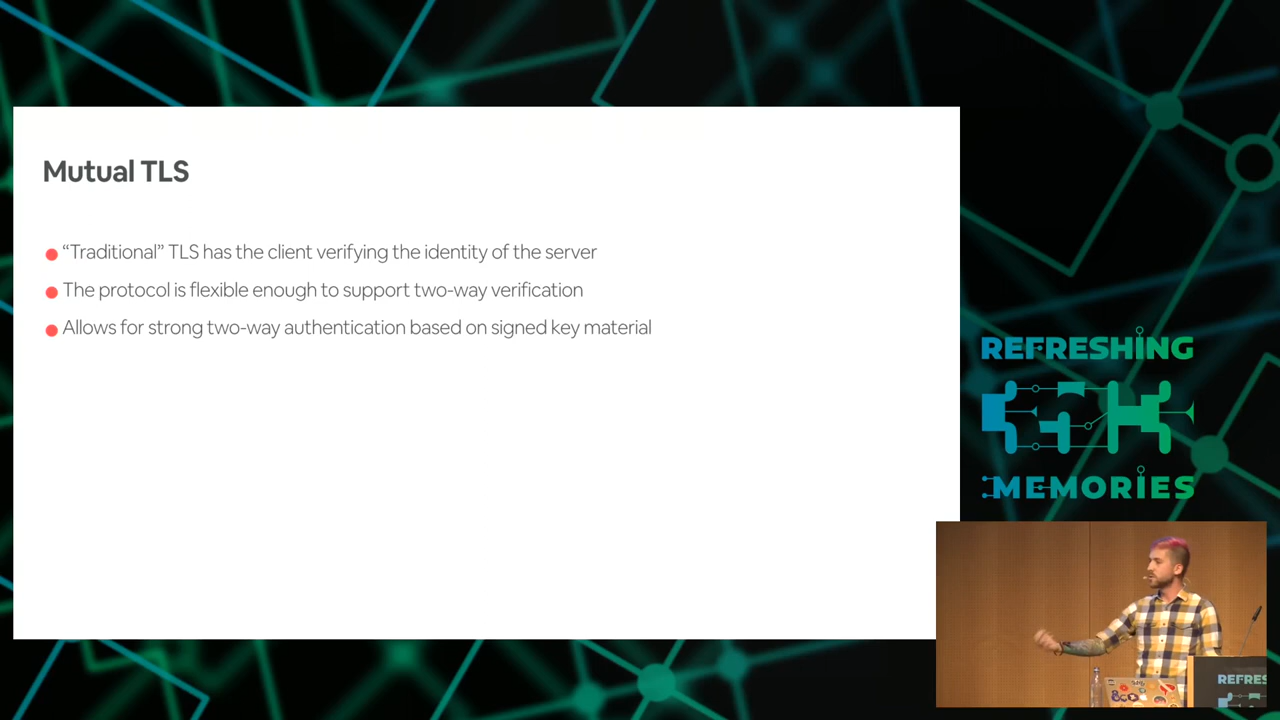 Mutual TLS
“Traditional” TLS has the client verifying the identity of the server
The protocol is flexible enough to support two-way verification
Allows for strong two-way authentication based on signed key material
REFRESHING
MEMORIES
REFRES